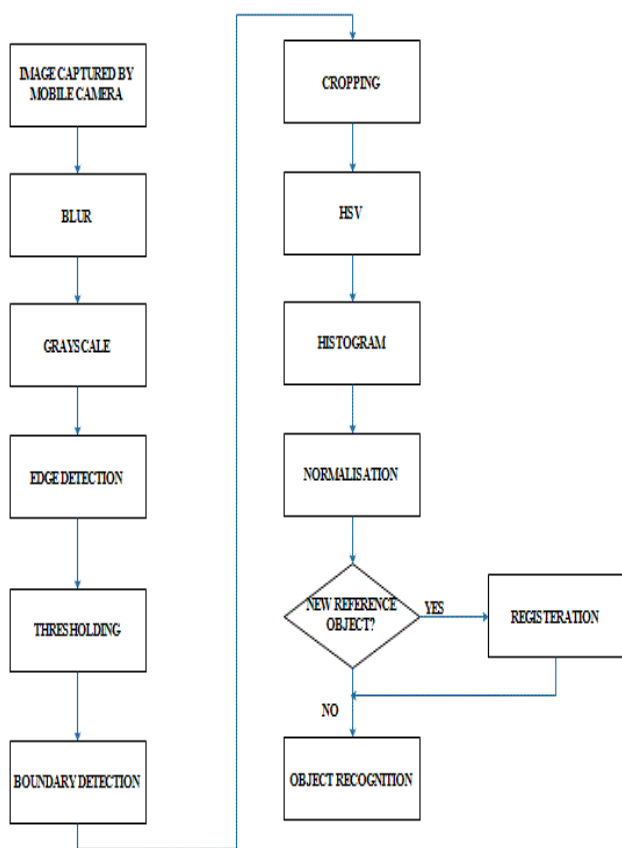 IMAGE CAPTURED BY
MOBILE CAMERA
BLUR
GRAYSCALE
EDGE DETECTION
THRESHOLDING
BOUNDARY DETECTION
CROPPING
HSV
HISTOGRAM
NORMALISATION
NEW REFERENCE
OBJECT?
YES
REGISTERATION
NO
OBJECT RECOGNITION